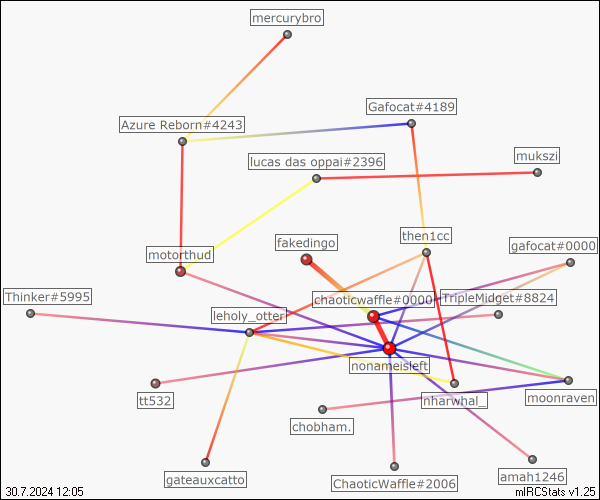 mercurybro
Gafocat#4189
Azure Reborn#4243
lucas das oppai#2396
mukszi
then1cc
fakedingo
gafocat#0000
motorthud
Thinker#5995
chaoticwaffle#0000
TripleMidget#8824
leholy_otter
nonameisleft
tt532
nharwhal_
moonraven
chobham.
gateauxcatto
ChaoticWaffle#2006
amah1246
30.7.2024 12:05
mIRCStats v1.25